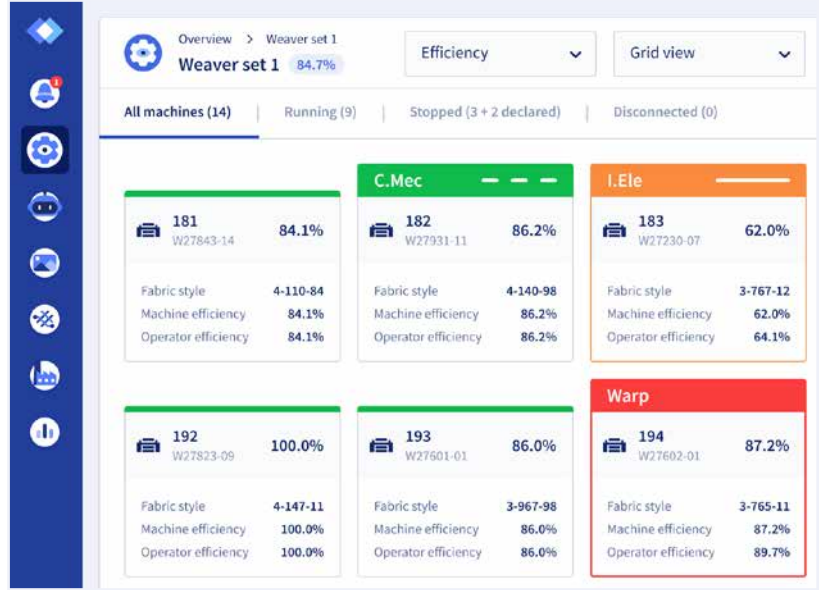 1
Overview > Weaver set 1
Weaver set 1 84.7%
Efficiency
Grid view
All machines (14) | Running (9) | Stopped (3 + 2 declared) | Disconnected (0)
181
W27843-14
84.1%
Fabric style 4-110-84
Machine efficiency 84.1%
Operator efficiency 84.1%
C.Mec
182
W27931-11
86.2%
Fabric style 4-140-98
Machine efficiency 86.2%
Operator efficiency 86.2%
I.Ele
183
W27230-07
62.0%
Fabric style 3-767-12
Machine efficiency 62.0%
Operator efficiency 64.1%
192
W27823-09
100.0%
Fabric style 4-147-11
Machine efficiency 100.0%
Operator efficiency 100.0%
193
W27601-01
86.0%
Fabric style 3-967-98
Machine efficiency 86.0%
Operator efficiency 86.0%
Warp
194
W27602-01
87.2%
Fabric style 3-765-11
Machine efficiency 87.2%
Operator efficiency 89.7%